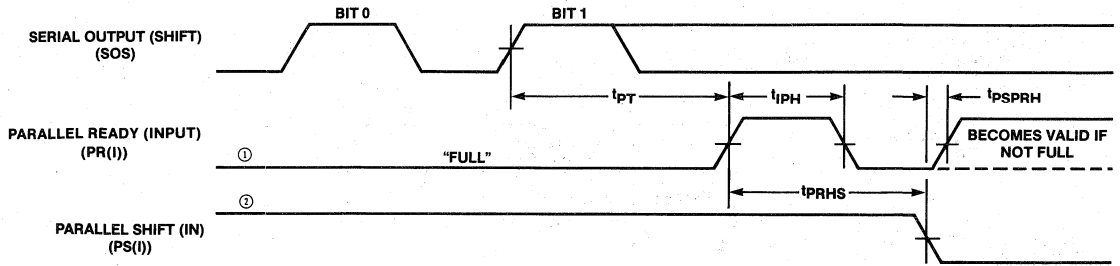 BIT 0
BIT 1
SERIAL OUTPUT (SHIFT)
(SOS)
tPT
tIPH
tPSPRH
PARALLEL READY (INPUT)
(PR(I))
①
"FULL"
BECOMES VALID IF
NOT FULL
tPRHS
②
PARALLEL SHIFT (IN)
(PS(I))